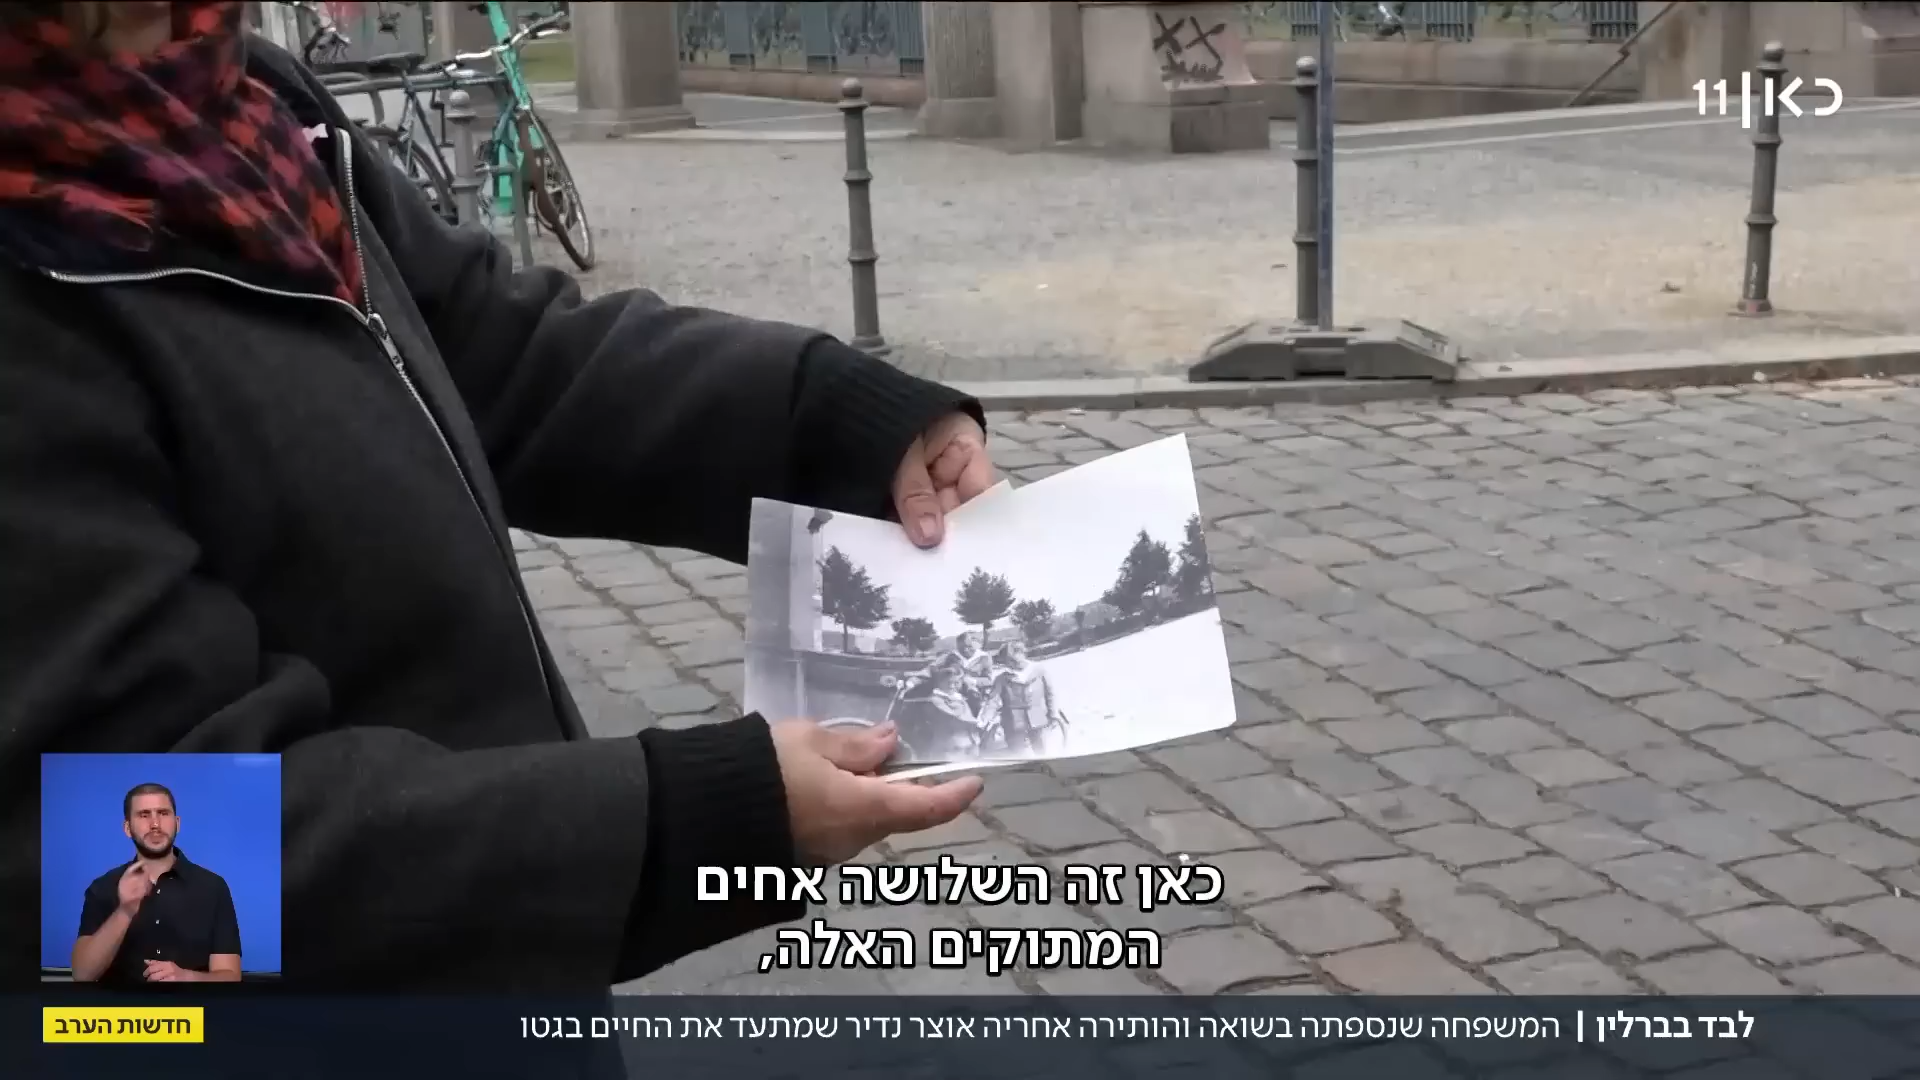 כאן|11
כאן זה השלושה אחים
המתוקים האלה,
לבד בברלין | המשפחה שנספתה בשואה והותירה אחריה אוצר נדיר שמתעד את החיים בגטו
חדשות הערב